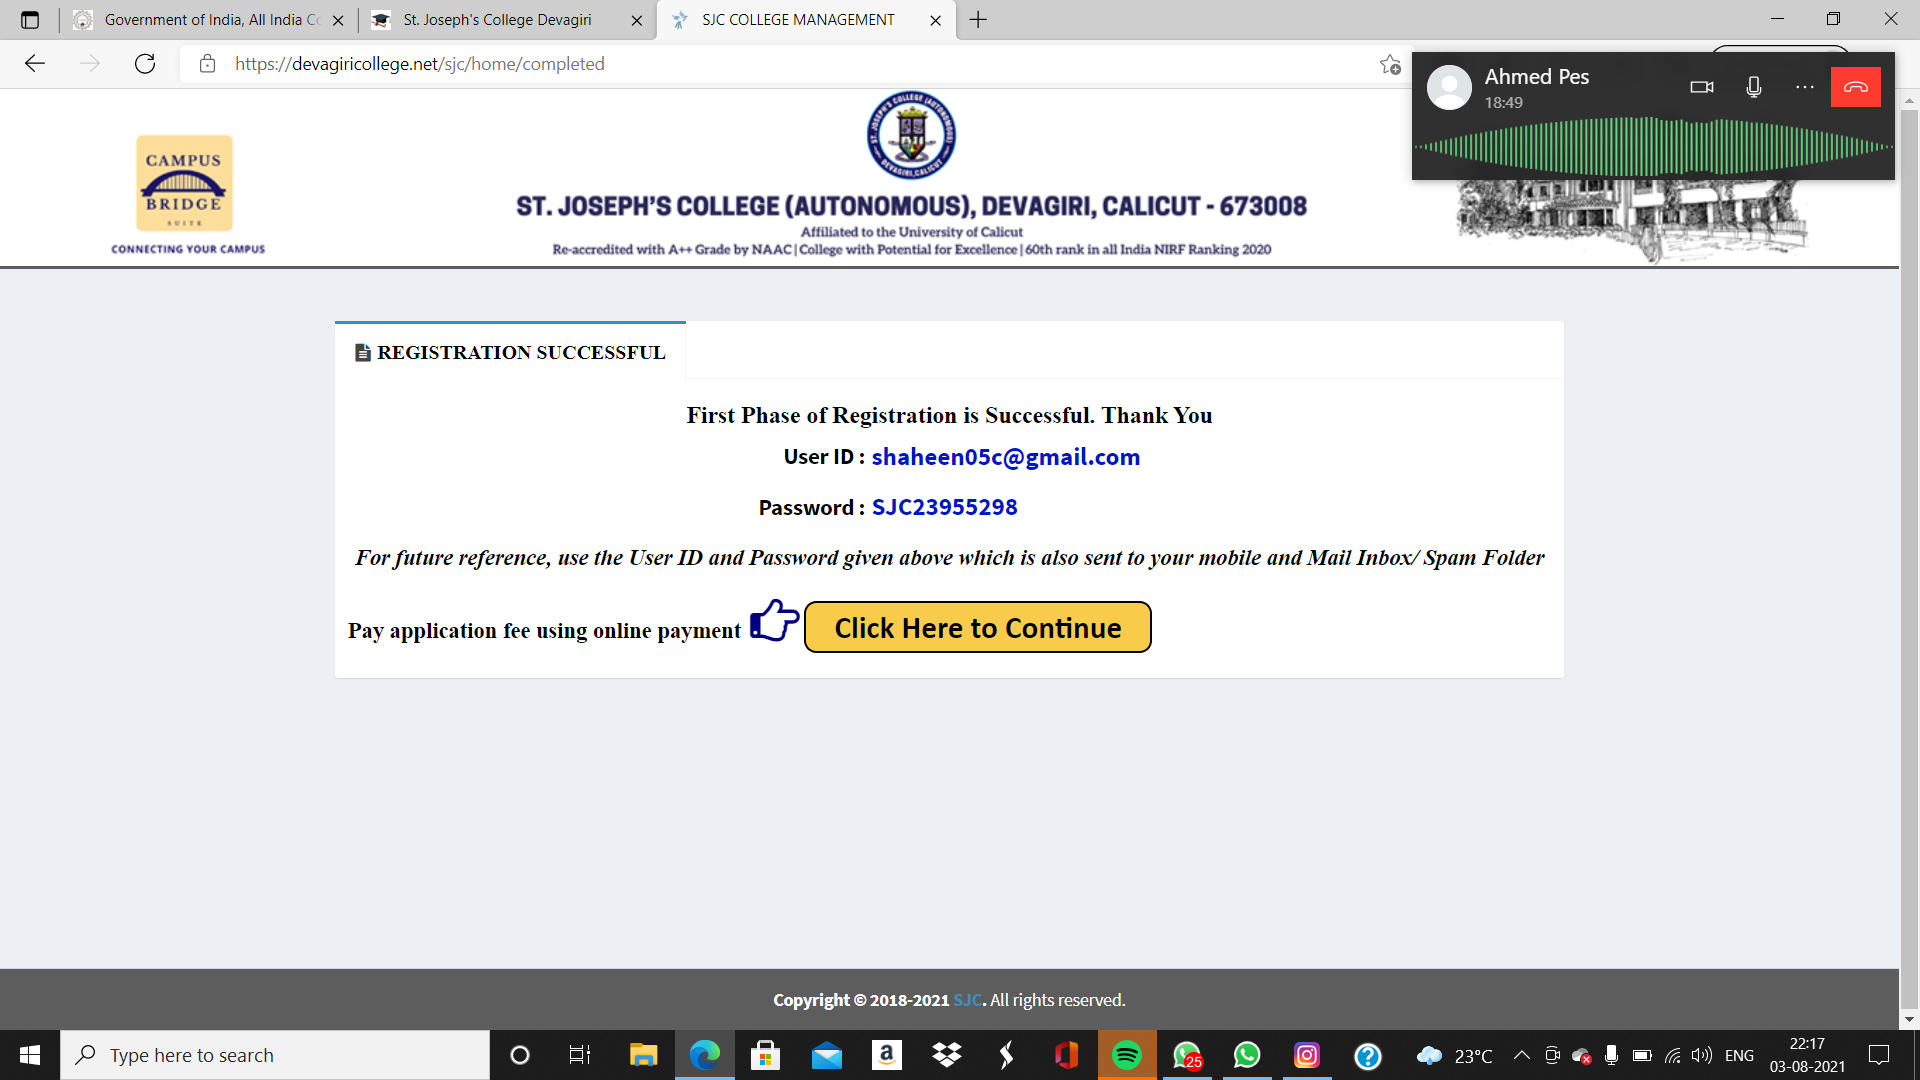 Government of India, All India Co
St. Joseph's College Devagiri
SJC COLLEGE MANAGEMENT
https://devagiricollege.net/sjc/home/completed
Ahmed Pes
18:49
CAMPUS
BRIDGE
SUITE
CONNECTING YOUR CAMPUS
ST. JOSEPH'S COLLEGE (AUTONOMOUS)
DEVAGIRI, CALICUT
ST. JOSEPH'S COLLEGE (AUTONOMOUS), DEVAGIRI, CALICUT - 673008
Affiliated to the University of Calicut
Re-accredited with A++ Grade by NAAC | College with Potential for Excellence | 60th rank in all India NIRF Ranking 2020
REGISTRATION SUCCESSFUL
First Phase of Registration is Successful. Thank You
User ID : shaheen05c@gmail.com
Password : SJC23955298
For future reference, use the User ID and Password given above which is also sent to your mobile and Mail Inbox/ Spam Folder
Pay application fee using online payment Click Here to Continue
Copyright © 2018-2021 SJC. All rights reserved.
Type here to search
a
25
23°C
ENG
22:17
03-08-2021